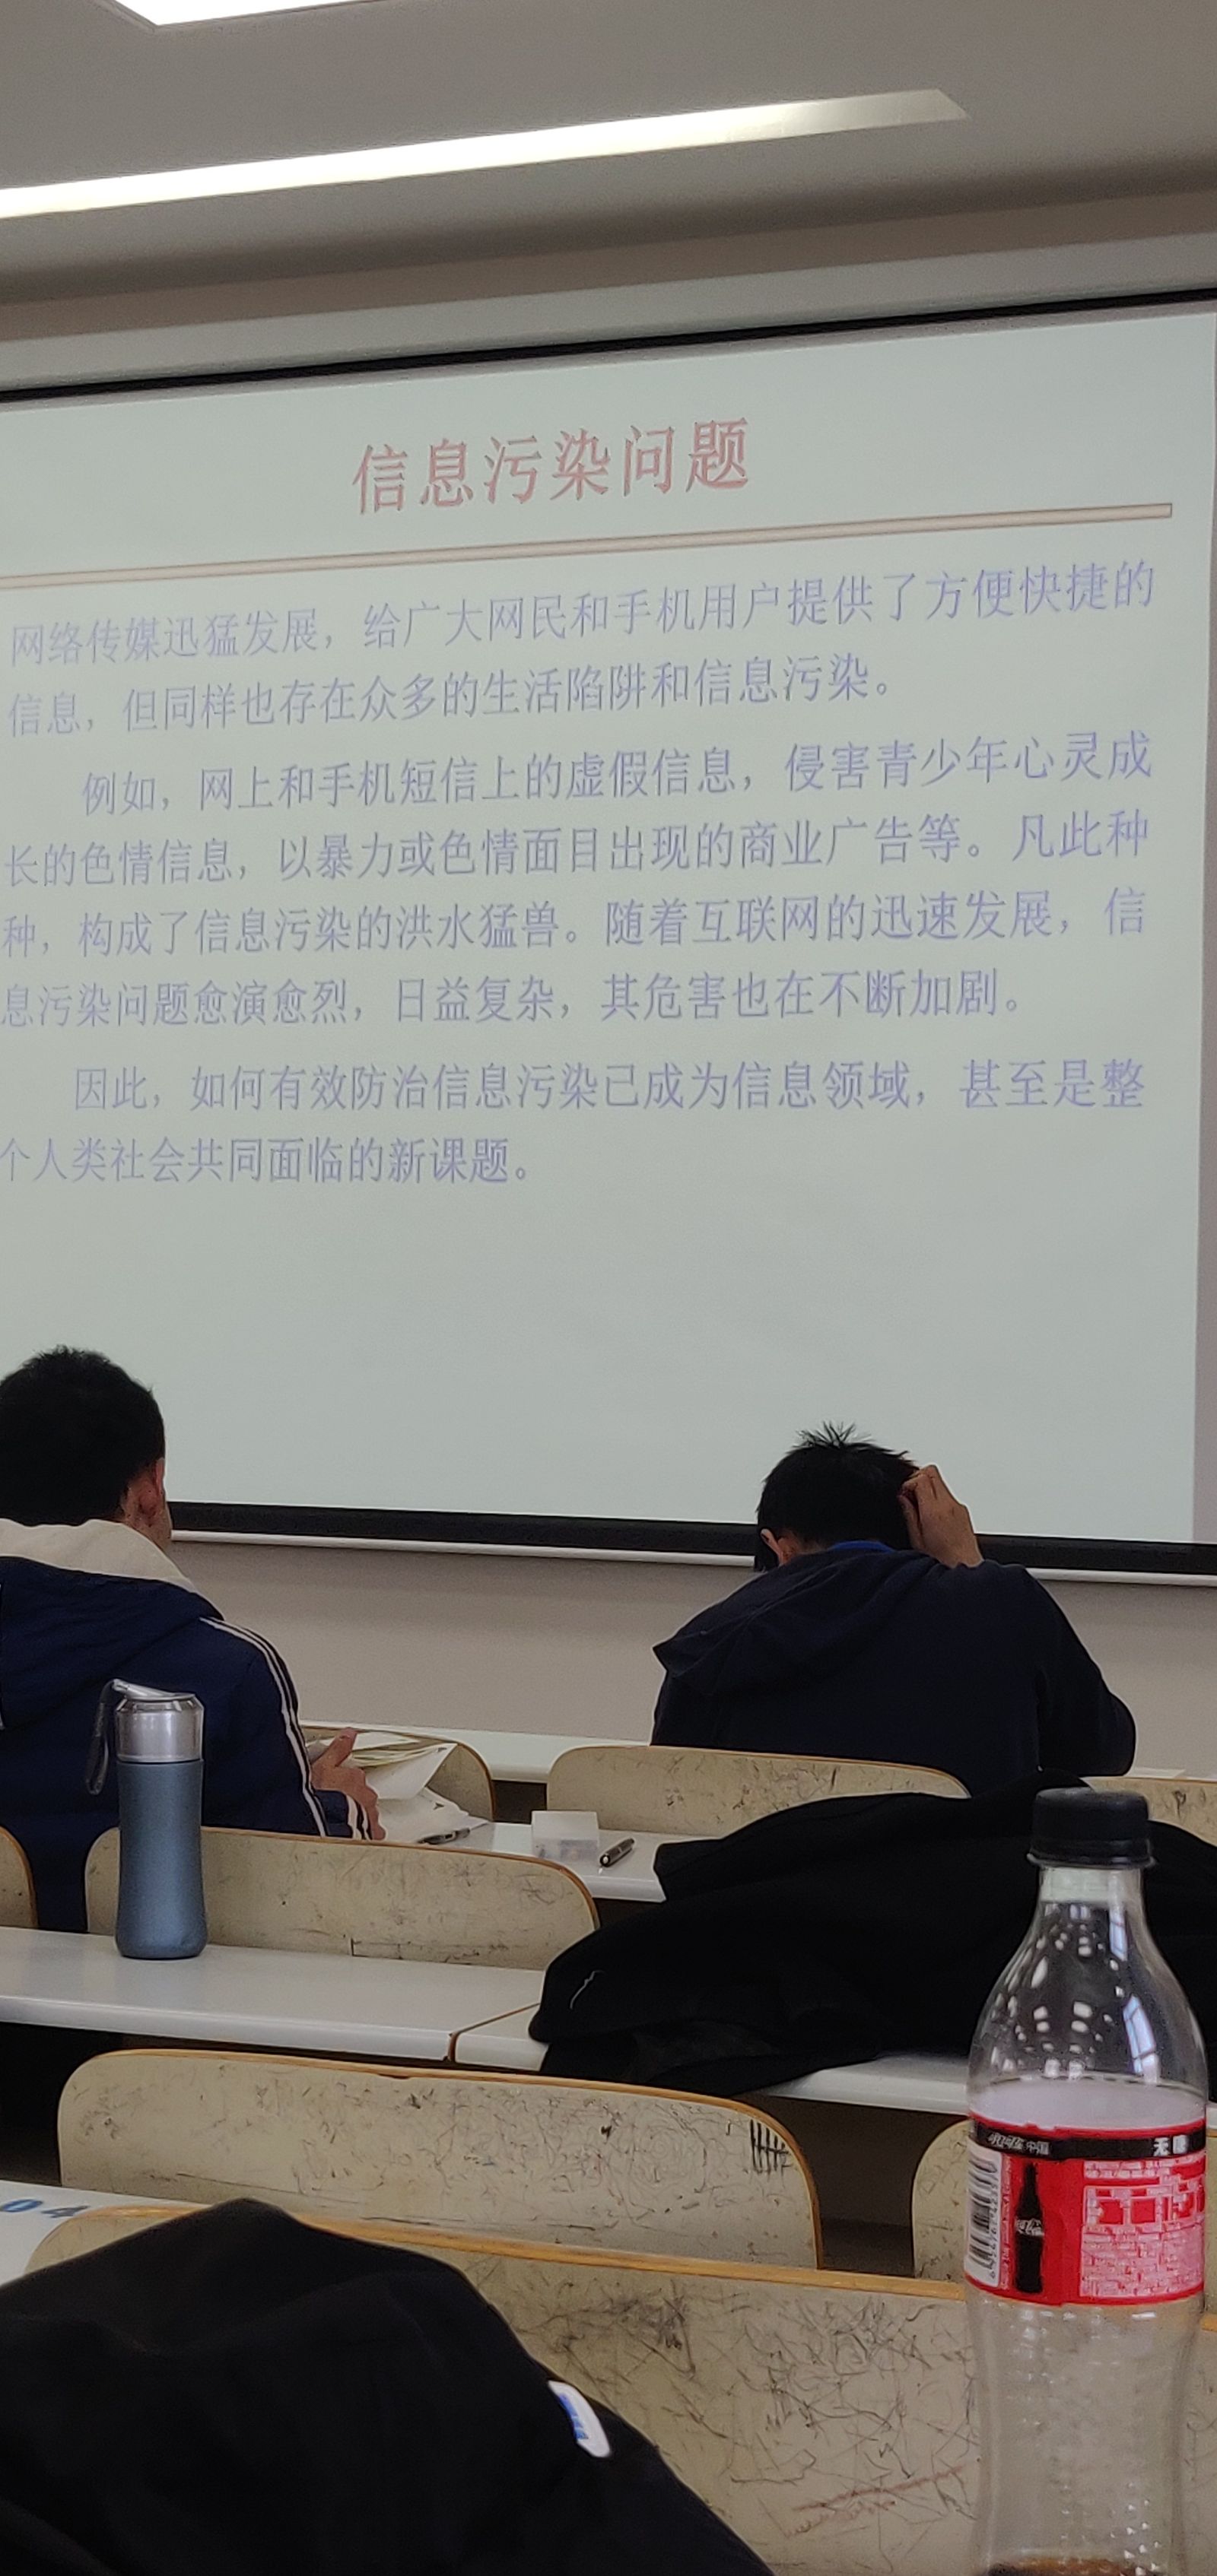 信息污染问题
网络传媒迅猛发展，给广大网民和手机用户提供了方便快捷的
信息，但同样也存在众多的生活陷阱和信息污染。
例如，网上和手机短信上的虚假信息，侵害青少年心灵成
长的色情信息，以暴力或色情面目出现的商业广告等。凡此种
种，构成了信息污染的洪水猛兽。随着互联网的迅速发展，信
息污染问题愈演愈烈，日益复杂，其危害也在不断加剧。
因此，如何有效防治信息污染已成为信息领域，甚至是整
个人类社会共同面临的新课题。
中国
无糖
04